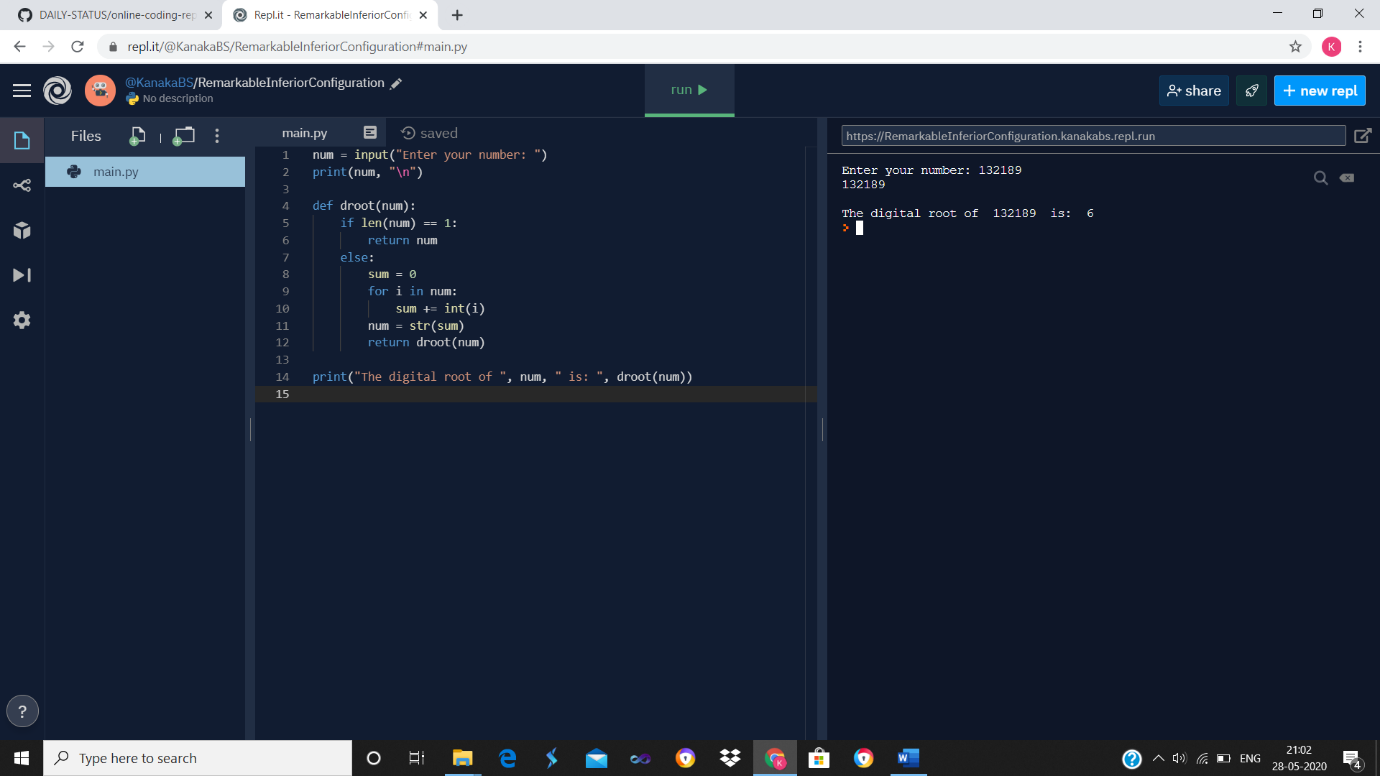 DAILY-STATUS/online-coding-rep
Repl.it - RemarkableInferiorConfi
repl.it/@KanakaBS/RemarkableInferiorConfiguration#main.py
K
@KanakaBS/RemarkableInferiorConfiguration
No description
run
share
+ new repl
Files
main.py
saved
main.py
1 num = input("Enter your number: ")
2 print(num, "\n")
3
4 def droot(num):
5 if len(num) == 1:
6 return num
7 else:
8 sum = 0
9 for i in num:
10 sum += int(i)
11 num = str(sum)
12 return droot(num)
13
14 print("The digital root of ", num, " is: ", droot(num))
15
https://RemarkableInferiorConfiguration.kanakabs.repl.run
Enter your number: 132189
132189
The digital root of  132189  is:  6
>
?
Type here to search
K
W
?
ENG
21:02
28-05-2020
4